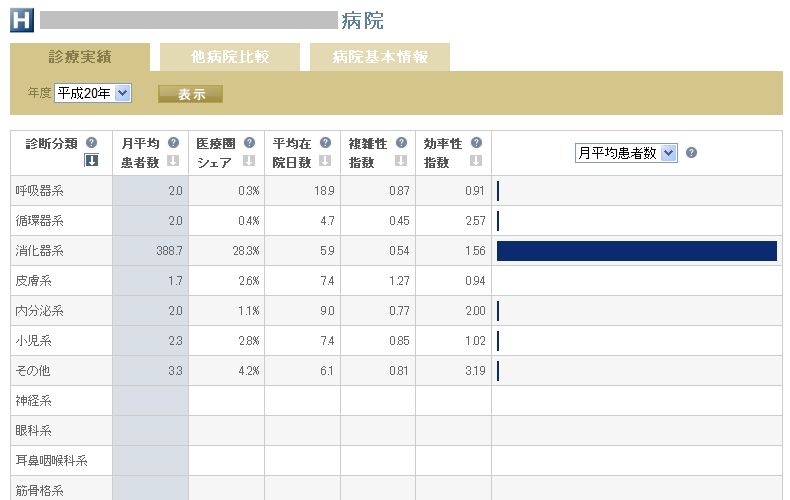 H 病院
診療実績 他病院比較 病院基本情報
年度 平成20年 表示
診断分類 ? 月平均患者数 ? 医療圏シェア ? 平均在院日数 ? 複雑性指数 ? 効率性指数 ? 月平均患者数 ?
呼吸器系 2.0 0.3% 18.9 0.87 0.91
循環器系 2.0 0.4% 4.7 0.45 2.57
消化器系 388.7 28.3% 5.9 0.54 1.56
皮膚系 1.7 2.6% 7.4 1.27 0.94
内分泌系 2.0 1.1% 9.0 0.77 2.00
小児系 2.3 2.8% 7.4 0.85 1.02
その他 3.3 4.2% 6.1 0.81 3.19
神経系
眼科系
耳鼻咽喉科系
筋骨格系